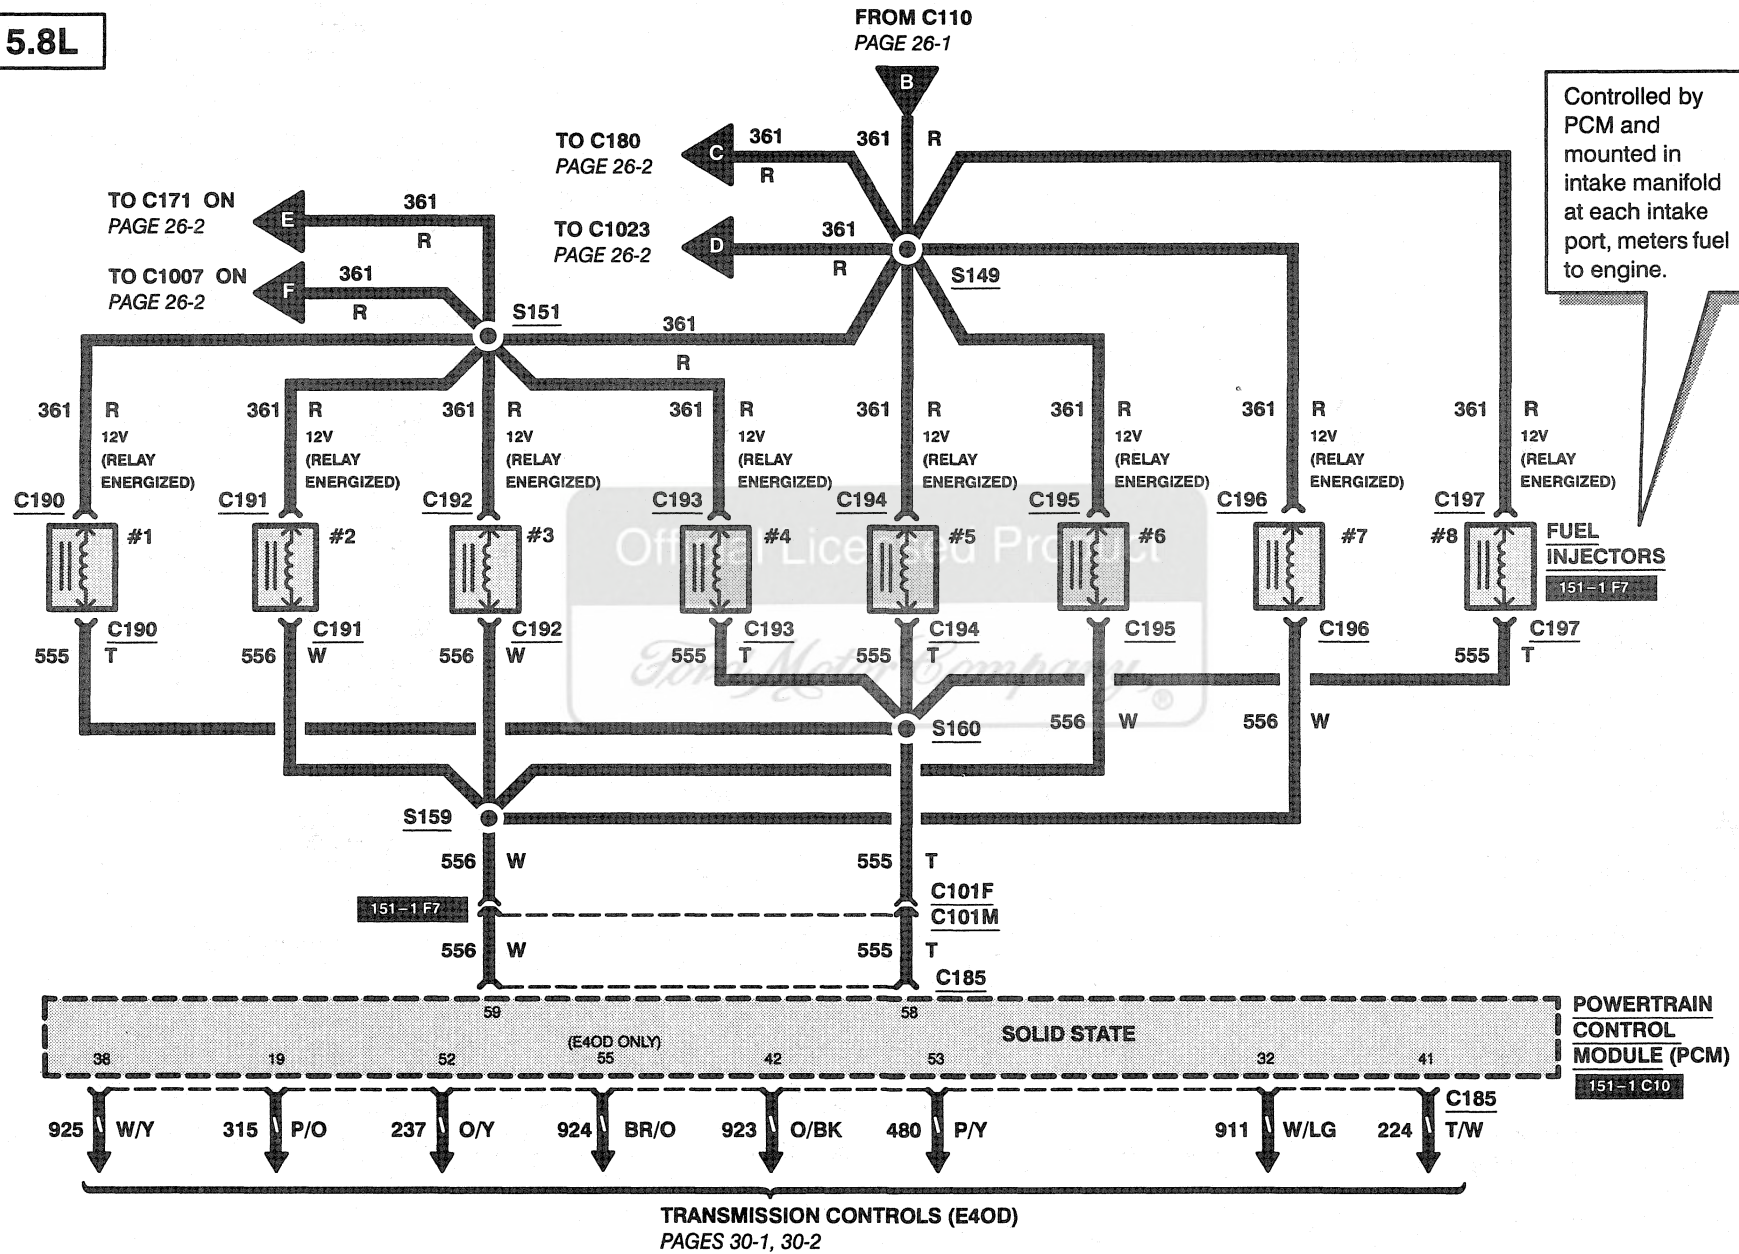 5.8L
FROM C110
PAGE 26-1
B
Controlled by
PCM and
mounted in
intake manifold
at each intake
port, meters fuel
to engine.
TO C180
PAGE 26-2
C
361
R
361 R
TO C171 ON
PAGE 26-2
E
361
R
TO C1023
PAGE 26-2
D
361
R
S149
TO C1007 ON
PAGE 26-2
F
361
R
S151
361
R
361 R 361 R 361 R 361 R 361 R 361 R 361 R 361 R
12V 12V 12V 12V 12V 12V 12V 12V
(RELAY (RELAY (RELAY (RELAY (RELAY (RELAY (RELAY (RELAY
ENERGIZED) ENERGIZED) ENERGIZED) ENERGIZED) ENERGIZED) ENERGIZED) ENERGIZED) ENERGIZED)
C190 C191 C192 C193 C194 C195 C196 C197
#1 #2 #3 #4 #5 #6 #7 #8
FUEL
INJECTORS
151-1 F7
Official Licensed Product
Ford Motor Company ®
C190 C191 C192 C193 C194 C195 C196 C197
555 T 556 W 556 W 555 T 555 T 555 T
556 W 556 W
S160
S159
556 W 555 T
C101F
151-1 F7
C101M
556 W 555 T
C185
59 58
(E4OD ONLY)
SOLID STATE
38 19 52 55 42 53 32 41
POWERTRAIN
CONTROL
MODULE (PCM)
151-1 C10
C185
925 W/Y 315 P/O 237 O/Y 924 BR/O 923 O/BK 480 P/Y 911 W/LG 224 T/W
TRANSMISSION CONTROLS (E4OD)
PAGES 30-1, 30-2